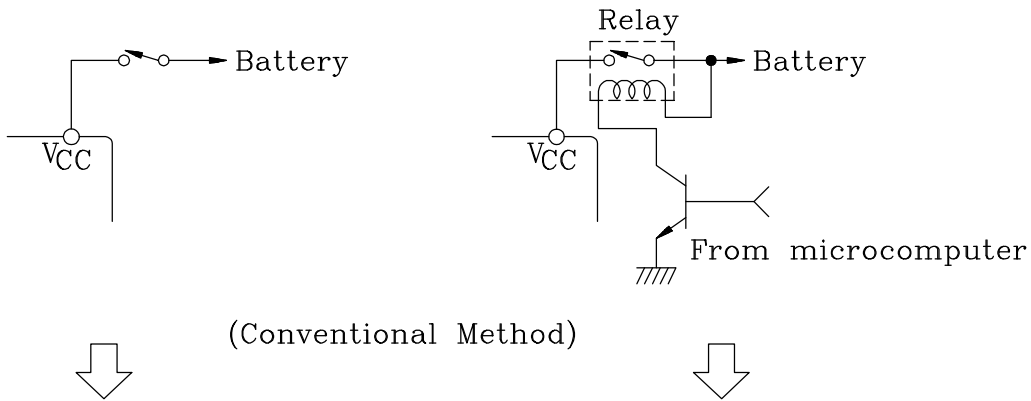 Battery
VCC
Relay
Battery
VCC
From microcomputer
(Conventional Method)